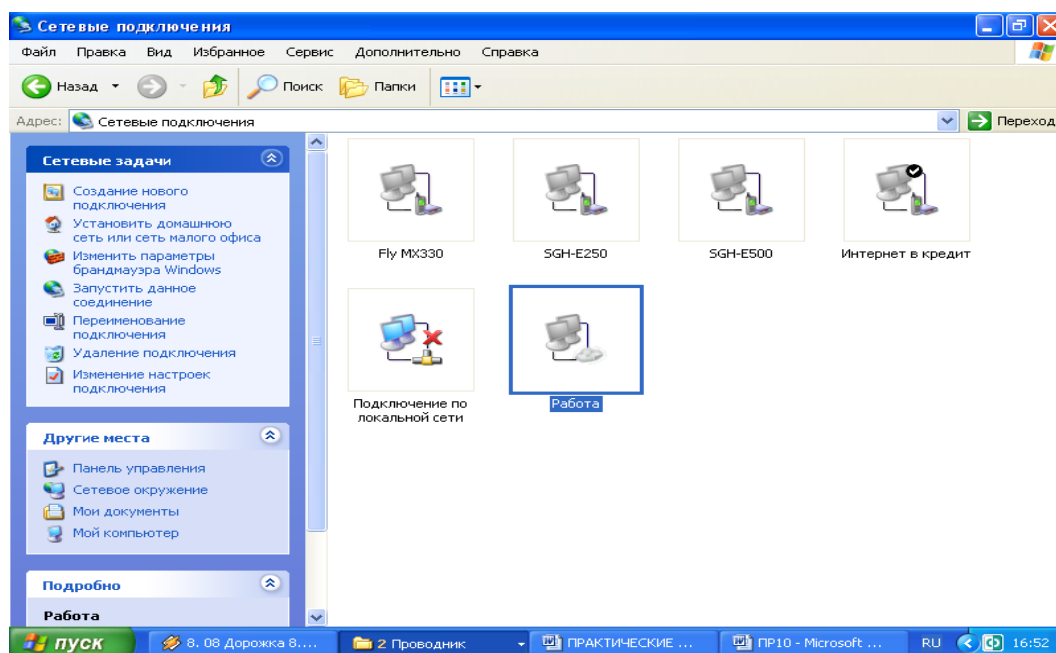 Сетевые подключения
Файл Правка Вид Избранное Сервис Дополнительно Справка
Назад Поиск Папки
Адрес: Сетевые подключения Переход
Сетевые задачи
Создание нового
подключения
Установить домашнюю
сеть или сеть малого офиса
Изменить параметры
брандмауэра Windows
Запустить данное
соединение
Переименование
подключения
Удаление подключения
Изменение настроек
подключения
Другие места
Панель управления
Сетевое окружение
Мои документы
Мой компьютер
Подробно
Работа
Fly MX330 SGH-E250 SGH-E500 Интернет в кредит
Подключение по
локальной сети
Работа
пуск 8. 08 Дорожка 8.... 2 Проводник ПРАКТИЧЕСКИЕ ... ПР10 - Microsoft ... RU 16:52